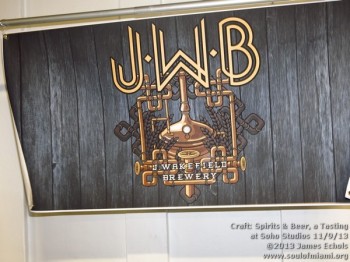 J·W·B
J. WAKEFIELD
BREWERY
Craft: Spirits & Beer, a Tasting
at Soho Studios 11/9/13
©2013 James Echols
www.soulofmiami.org